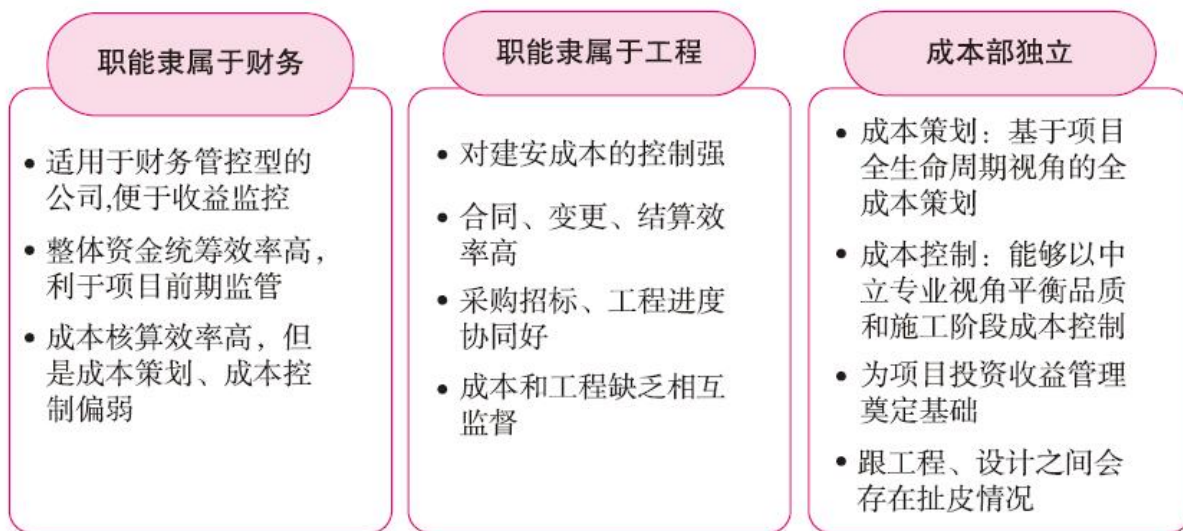 职能隶属于财务
• 适用于财务管控型的
公司,便于收益监控
• 整体资金统筹效率高，
利于项目前期监管
• 成本核算效率高，但
是成本策划、成本控
制偏弱
职能隶属于工程
• 对建安成本的控制强
• 合同、变更、结算效
率高
• 采购招标、工程进度
协同好
• 成本和工程缺乏相互
监督
成本部独立
• 成本策划：基于项目
全生命周期视角的全
成本策划
• 成本控制：能够以中
立专业视角平衡品质
和施工阶段成本控制
• 为项目投资收益管理
奠定基础
• 跟工程、设计之间会
存在扯皮情况